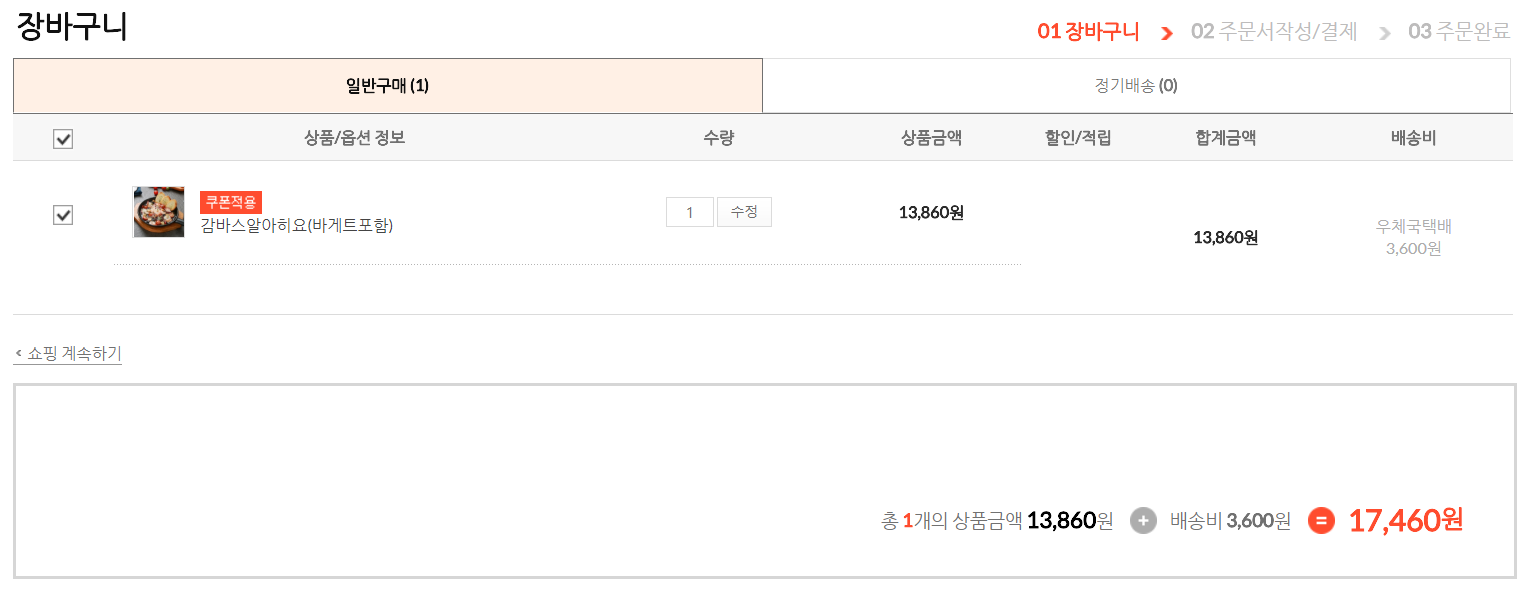 장바구니
01 장바구니 02 주문서작성/결제 03 주문완료
일반구매 (1) 정기배송 (0)
상품/옵션 정보 수량 상품금액 할인/적립 합계금액 배송비
쿠폰적용
감바스알아히요(바게트포함)
1 수정 13,860원
13,860원
우체국택배
3,600원
< 쇼핑 계속하기
총 1개의 상품금액 13,860원 + 배송비 3,600원 = 17,460원